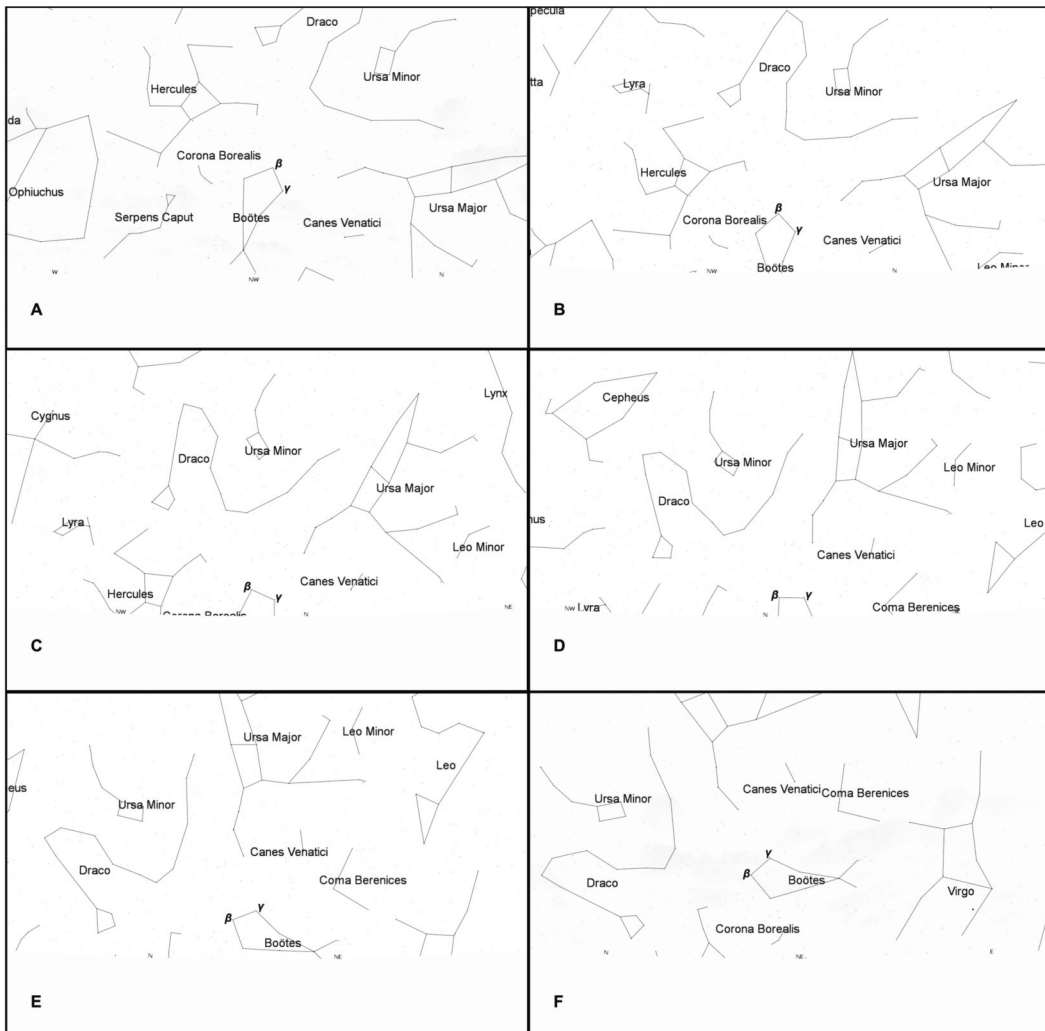 Draco
Ursa Minor
Hercules
da
Corona Borealis
β
γ
Ophiuchus
Serpens Caput
Boötes
Canes Venatici
Ursa Major
W
NW
N
A
pecula
Draco
tta
Lyra
Ursa Minor
Hercules
Ursa Major
β
Corona Borealis
γ
Canes Venatici
Boötes
Leo Minor
NW
N
B
Lynx
Cygnus
Ursa Minor
Draco
Ursa Major
Lyra
Leo Minor
Canes Venatici
Hercules
β
γ
Corona Borealis
NW
N
NE
C
Cepheus
Ursa Major
Ursa Minor
Leo Minor
Draco
nus
Leo
Canes Venatici
β
γ
NW
Lyra
Coma Berenices
N
D
Ursa Major
Leo Minor
Leo
eus
Ursa Minor
Canes Venatici
Draco
Coma Berenices
γ
β
Boötes
N
NE
E
Canes Venatici
Coma Berenices
Ursa Minor
γ
β
Boötes
Draco
Virgo
Corona Borealis
N
NE
E
F